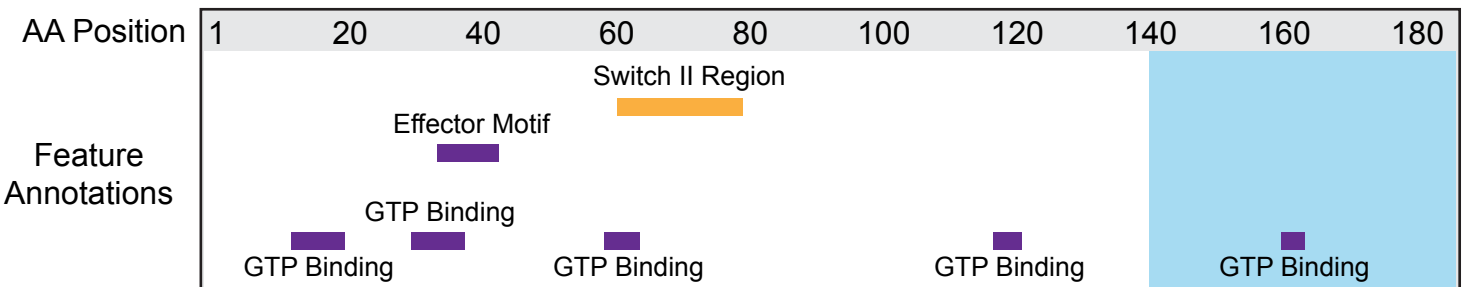 AA Position 1 20 40 60 80 100 120 140 160 180
Switch II Region
Effector Motif
Feature
Annotations
GTP Binding
GTP Binding GTP Binding GTP Binding GTP Binding